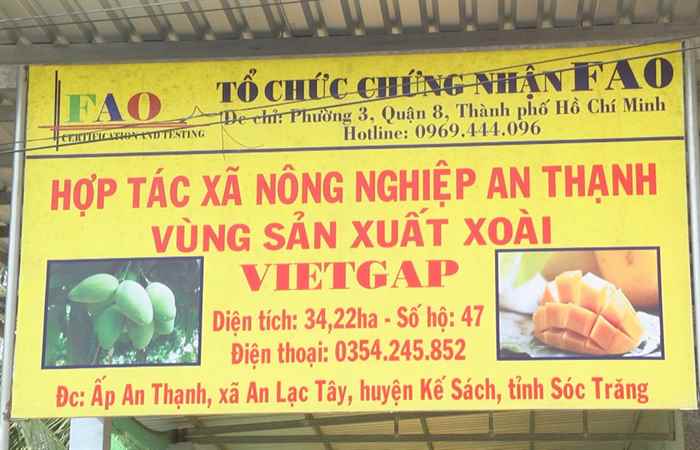 FAO
CERTIFICATION AND TESTING
TỔ CHỨC CHỨNG NHẬN FAO
Đc chỉ: Phường 3, Quận 8, Thành phố Hồ Chí Minh
Hotline: 0969.444.096
HỢP TÁC XÃ NÔNG NGHIỆP AN THẠNH
VÙNG SẢN XUẤT XOÀI
VIETGAP
Diện tích: 34,22ha - Số hộ: 47
Điện thoại: 0354.245.852
Đc: Ấp An Thạnh, xã An Lạc Tây, huyện Kế Sách, tỉnh Sóc Trăng